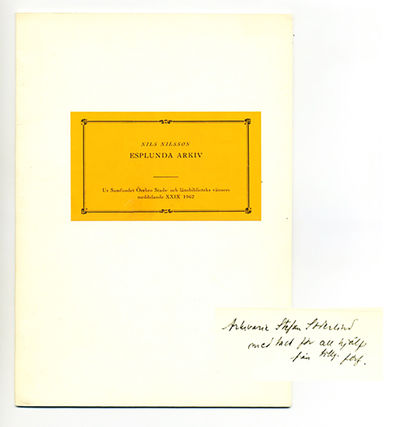 NILS NILSSON
ESPLUNDA ARKIV
Ur Samfundet Örebro Stads- och länsbiblioteks vänners
meddelande XXIX 1962
Arkivarie Stefan Söderlind
med tack för all hjälp
från förf.